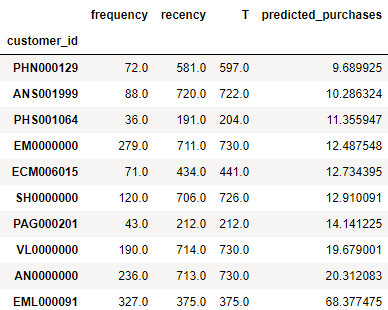 frequency recency T predicted_purchases
customer_id
PHN000129 72.0 581.0 597.0 9.689925
ANS001999 88.0 720.0 722.0 10.286324
PHS001064 36.0 191.0 204.0 11.355947
EM0000000 279.0 711.0 730.0 12.487548
ECM006015 71.0 434.0 441.0 12.734395
SH0000000 120.0 706.0 726.0 12.910091
PAG000201 43.0 212.0 212.0 14.141225
VL0000000 190.0 714.0 730.0 19.679001
AN0000000 236.0 713.0 730.0 20.312083
EML000091 327.0 375.0 375.0 68.377475